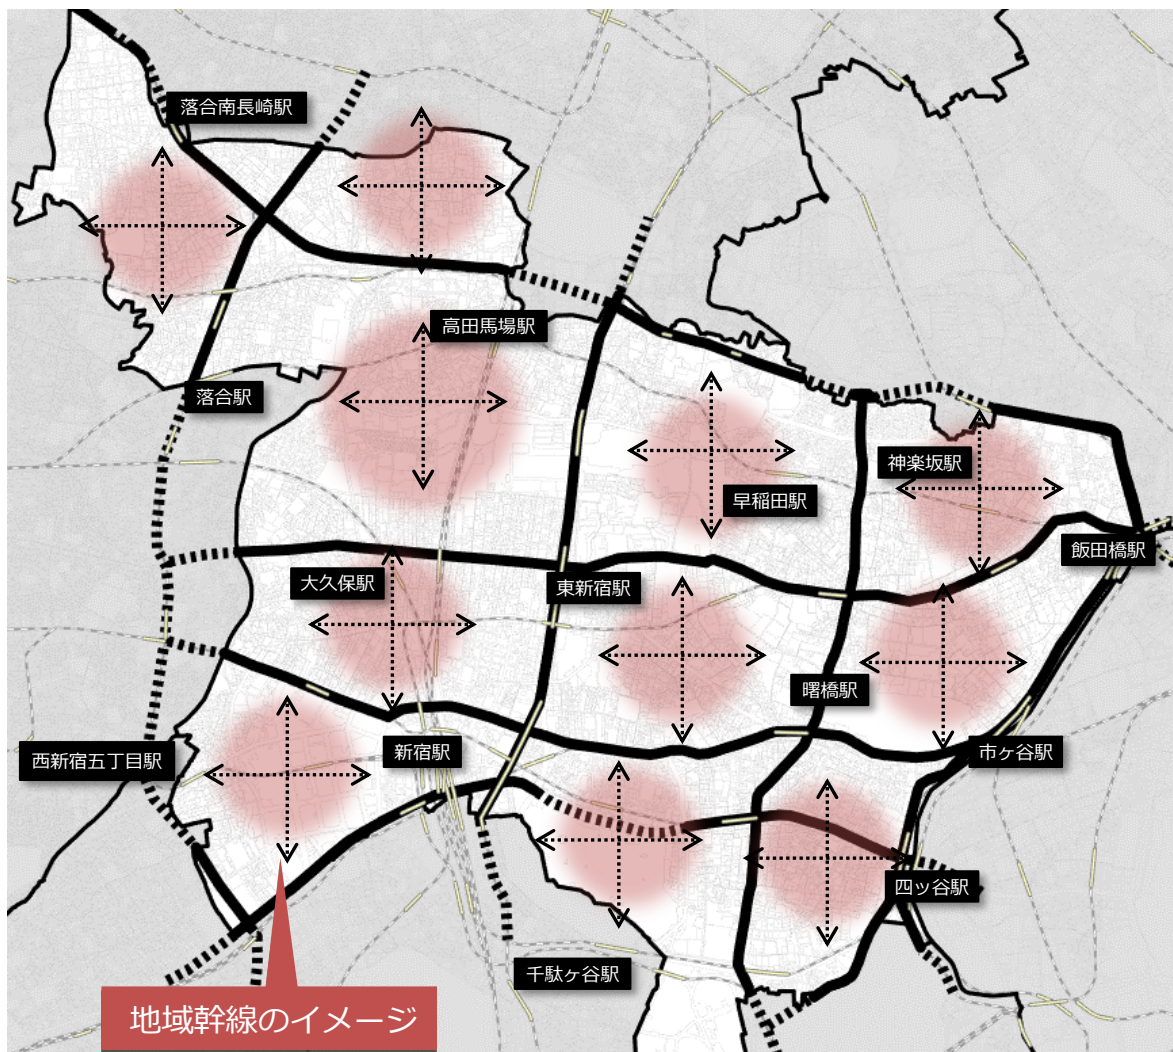 落合南長崎駅
高田馬場駅
落合駅
神楽坂駅
早稲田駅
飯田橋駅
大久保駅
東新宿駅
曙橋駅
新宿駅
市ヶ谷駅
西新宿五丁目駅
四ッ谷駅
千駄ヶ谷駅
地域幹線のイメージ